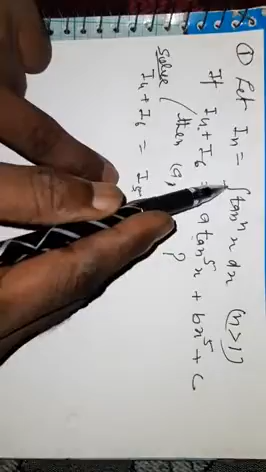 ① Let Iₙ = ∫tanⁿx dx (n>1)
If I₄ + I₆ = a tan⁵x + bx⁵ + c
then (a, ?
Solve
I₄ + I₆ = I₅